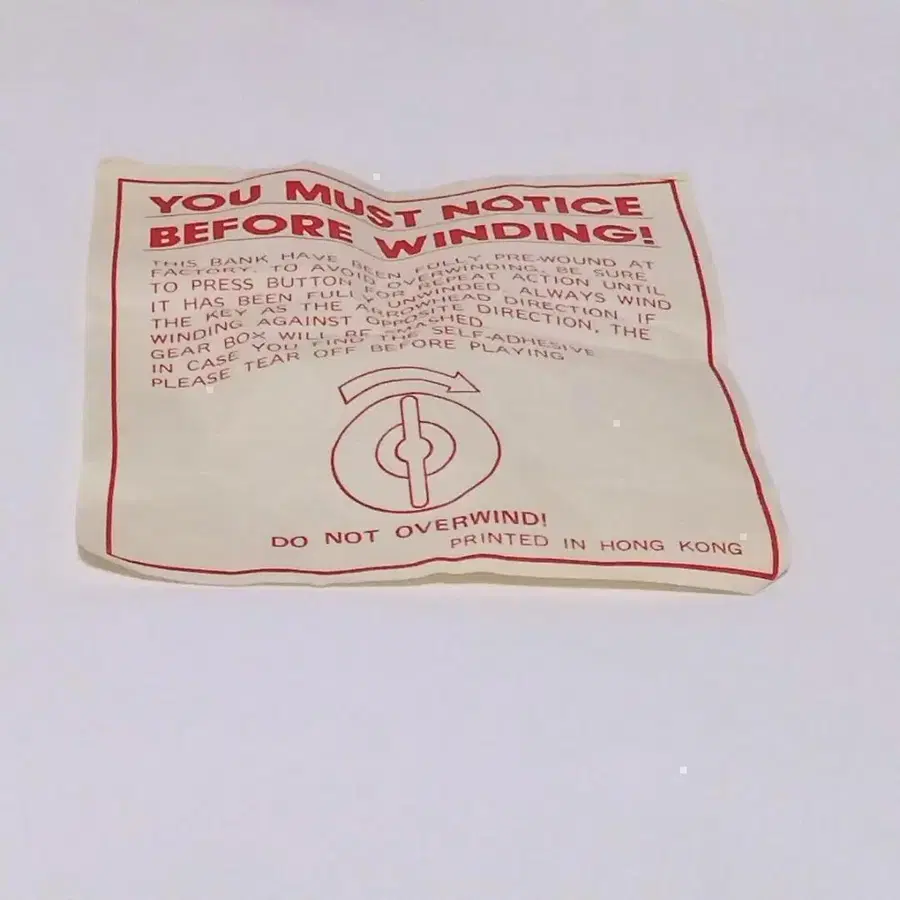 YOU MUST NOTICE
BEFORE WINDING!
THIS BANK HAVE BEEN FULLY PRE-WOUND AT
FACTORY. TO AVOID OVERWINDING, BE SURE
TO PRESS BUTTON FOR REPEAT ACTION UNTIL
IT HAS BEEN FULLY UNWINDED. ALWAYS WIND
THE KEY AS THE ARROWHEAD DIRECTION. IF
WINDING AGAINST OPPOSITE DIRECTION, THE
GEAR BOX WILL BE SMASHED.
IN CASE YOU FIND THE SELF-ADHESIVE
PLEASE TEAR OFF BEFORE PLAYING
DO NOT OVERWIND!
PRINTED IN HONG KONG